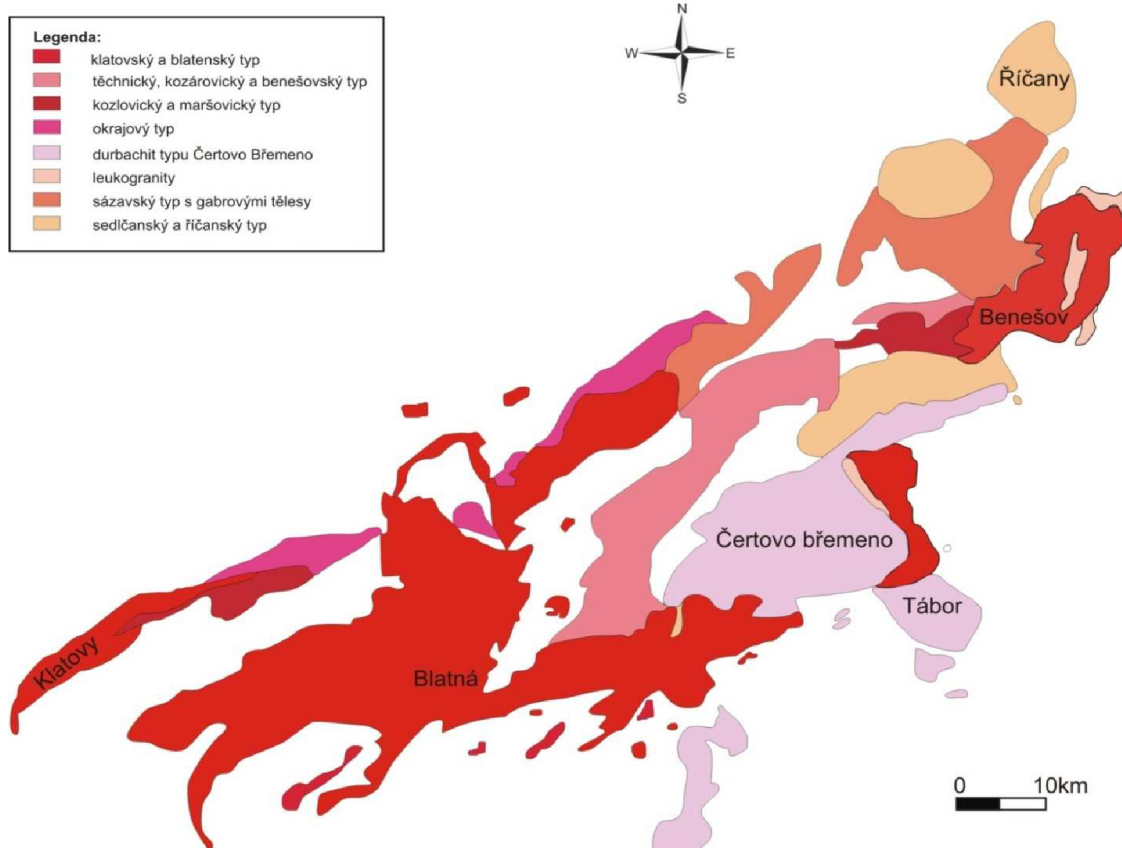 Legenda:
klatovský a blatenský typ
těchnický, kozárovický a benešovský typ
kozlovický a maršovický typ
okrajový typ
durbachit typu Čertovo Břemeno
leukogranity
sázavský typ s gabrovými tělesy
sedlčanský a říčanský typ
N
W E
S
Říčany
Benešov
Čertovo břemeno
Tábor
Klatovy
Blatná
0 10km